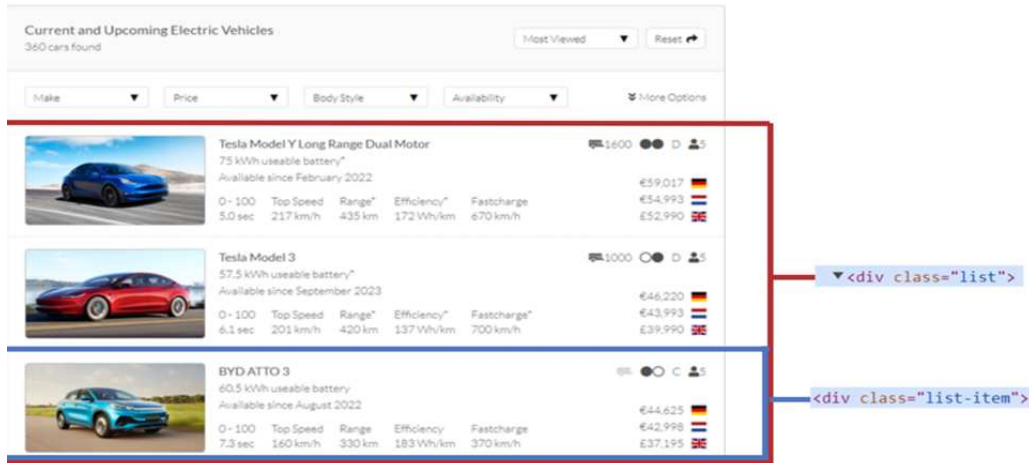 Current and Upcoming Electric Vehicles
360 cars found
Most Viewed
Reset
Make
Price
Body Style
Availability
More Options
Tesla Model Y Long Range Dual Motor
1600 D 5
75 kWh useable battery*
Available since February 2022
€59,017
0 - 100 Top Speed Range* Efficiency* Fastcharge
€54,993
5.0 sec 217 km/h 435 km 172 Wh/km 670 km/h
£52,990
Tesla Model 3
1000 D 5
57.5 kWh useable battery*
Available since September 2023
€46,220
0 - 100 Top Speed Range* Efficiency* Fastcharge*
€43,993
6.1 sec 201 km/h 420 km 137 Wh/km 700 km/h
£39,990
<div class="list">
BYD ATTO 3
C 5
60.5 kWh useable battery
Available since August 2022
€44,625
0 - 100 Top Speed Range Efficiency Fastcharge
€42,998
7.3 sec 160 km/h 330 km 183 Wh/km 370 km/h
£37,195
<div class="list-item">